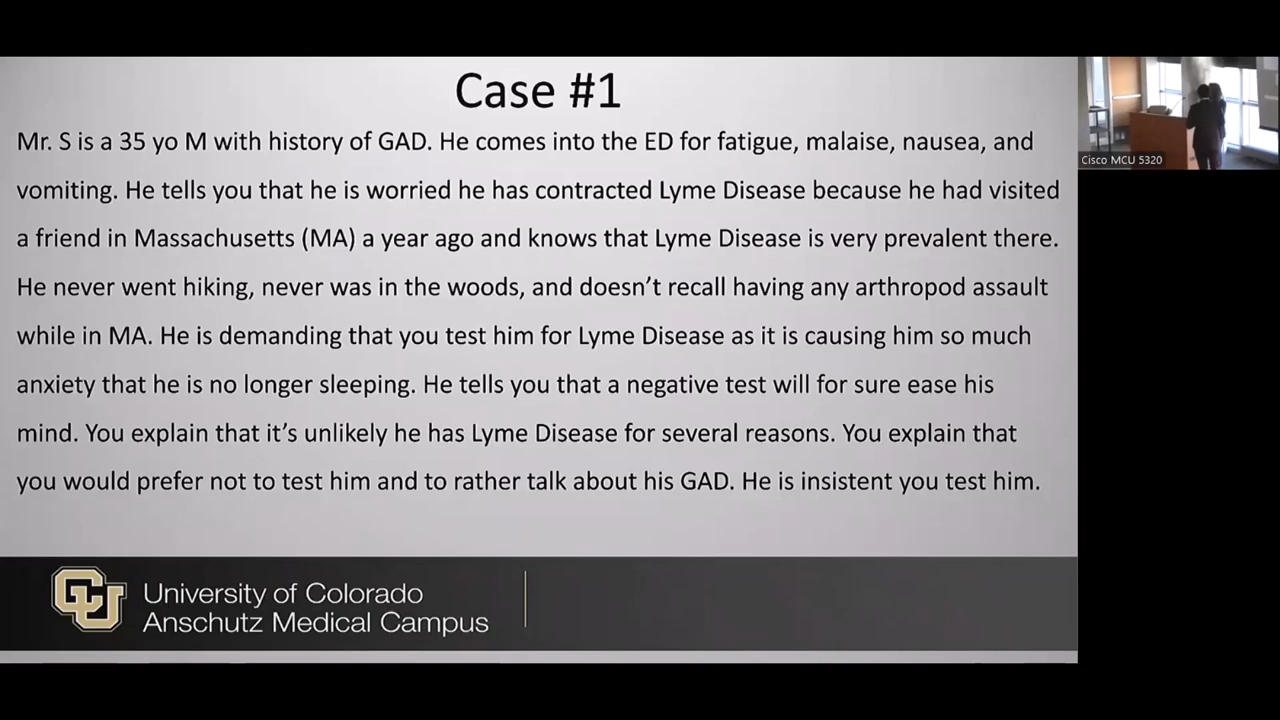 Case #1
Mr. S is a 35 yo M with history of GAD. He comes into the ED for fatigue, malaise, nausea, and
vomiting. He tells you that he is worried he has contracted Lyme Disease because he had visited
a friend in Massachusetts (MA) a year ago and knows that Lyme Disease is very prevalent there.
He never went hiking, never was in the woods, and doesn’t recall having any arthropod assault
while in MA. He is demanding that you test him for Lyme Disease as it is causing him so much
anxiety that he is no longer sleeping. He tells you that a negative test will for sure ease his
mind. You explain that it’s unlikely he has Lyme Disease for several reasons. You explain that
you would prefer not to test him and to rather talk about his GAD. He is insistent you test him.
Cisco MCU 5320
CU
University of Colorado
Anschutz Medical Campus